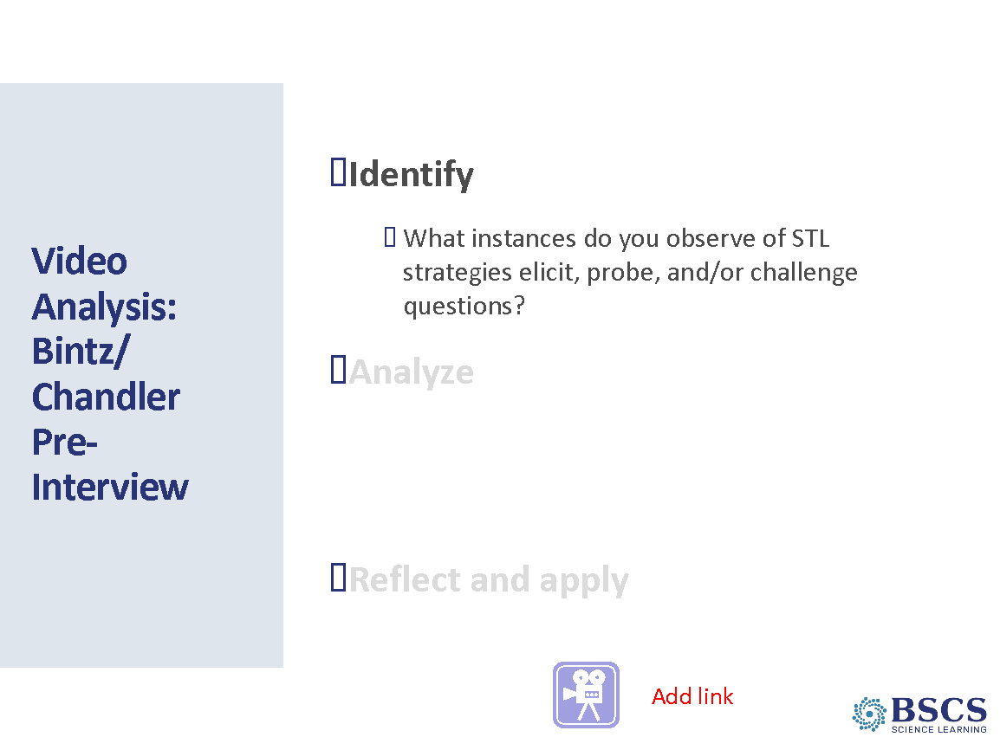 Video
Analysis:
Bintz/
Chandler
Pre-
Interview
Identify
What instances do you observe of STL
strategies elicit, probe, and/or challenge
questions?
Analyze
Reflect and apply
Add link
BSCS
SCIENCE LEARNING